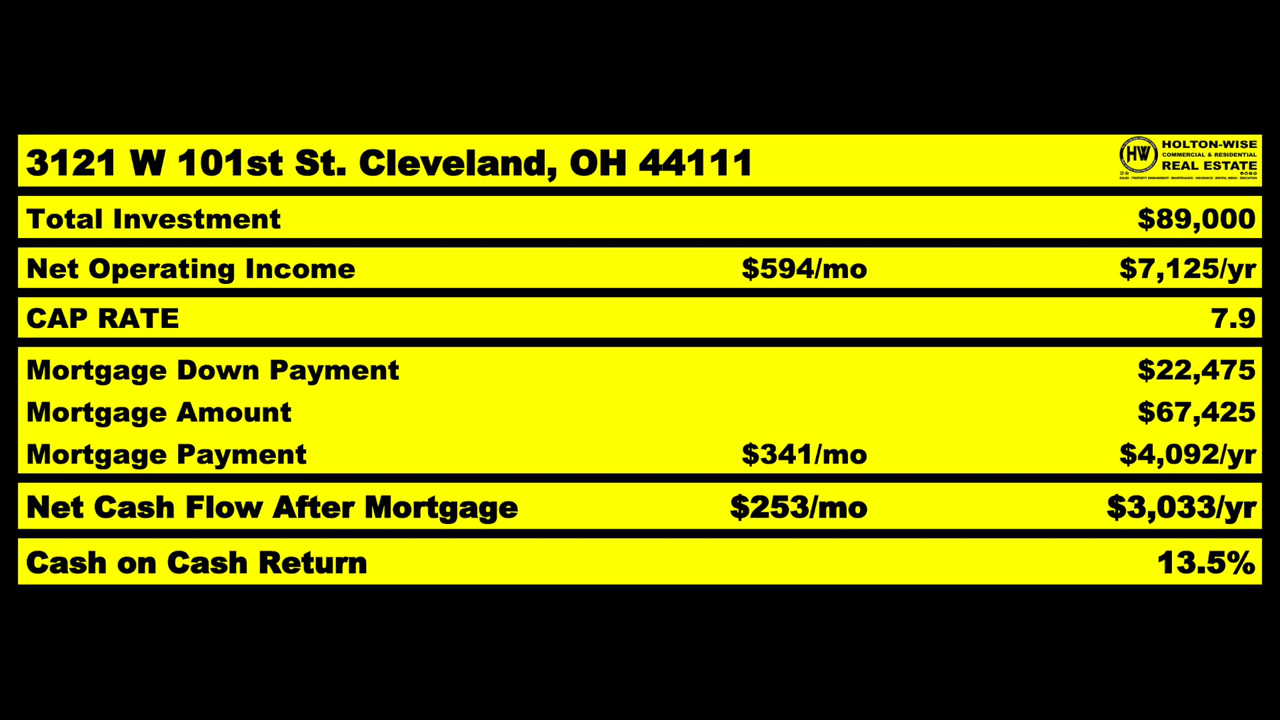 3121 W 101st St. Cleveland, OH 44111
HW
HOLTON-WISE
COMMERCIAL & RESIDENTIAL
REAL ESTATE
Total Investment $89,000
Net Operating Income $594/mo $7,125/yr
CAP RATE 7.9
Mortgage Down Payment $22,475
Mortgage Amount $67,425
Mortgage Payment $341/mo $4,092/yr
Net Cash Flow After Mortgage $253/mo $3,033/yr
Cash on Cash Return 13.5%